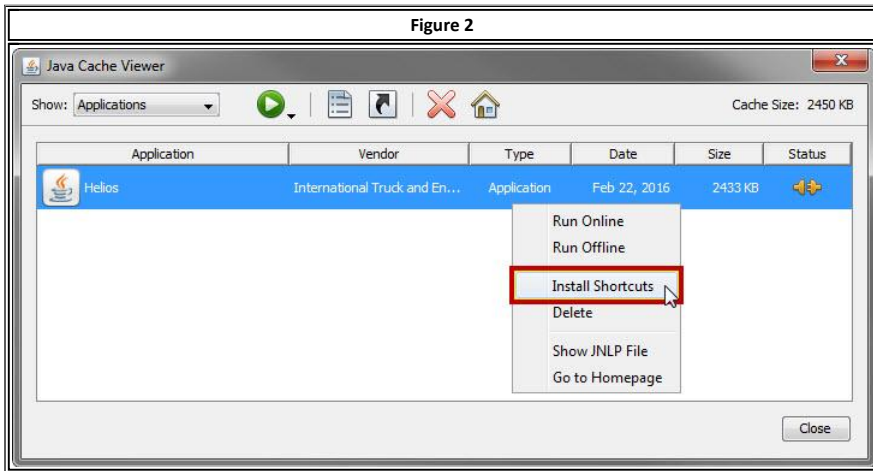 Figure 2
Java Cache Viewer
Show: Applications
Cache Size: 2450 KB
Application Vendor Type Date Size Status
Helios International Truck and En... Application Feb 22, 2016 2433 KB
Run Online
Run Offline
Install Shortcuts
Delete
Show JNLP File
Go to Homepage
Close